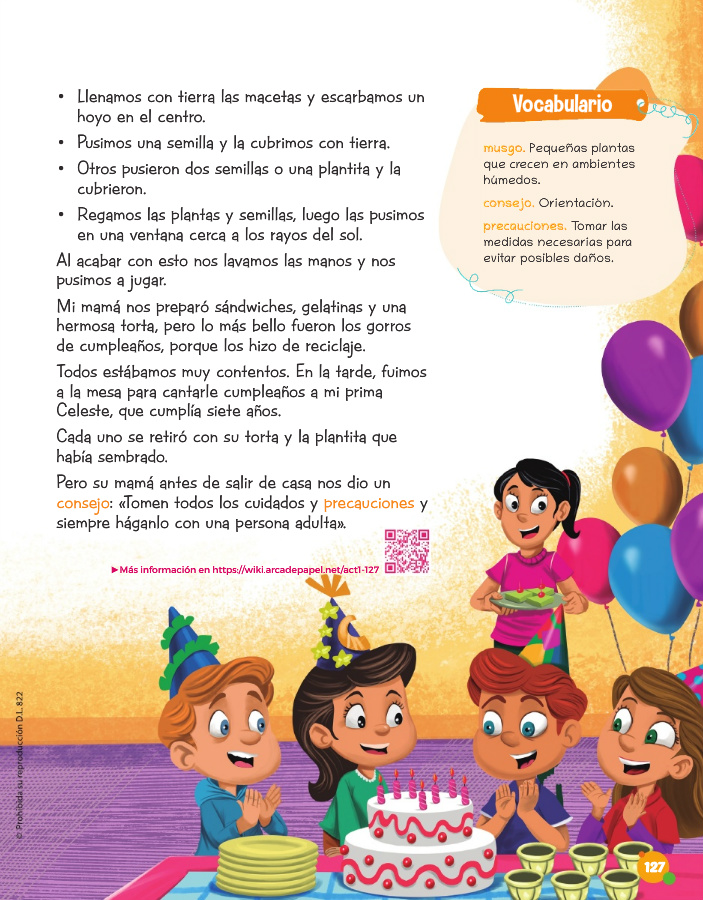 • Llenamos con tierra las macetas y escarbamos un
hoyo en el centro.
• Pusimos una semilla y la cubrimos con tierra.
• Otros pusieron dos semillas o una plantita y la
cubrieron.
• Regamos las plantas y semillas, luego las pusimos
en una ventana cerca a los rayos del sol.
Al acabar con esto nos lavamos las manos y nos
pusimos a jugar.
Mi mamá nos preparó sándwiches, gelatinas y una
hermosa torta, pero lo más bello fueron los gorros
de cumpleaños, porque los hizo de reciclaje.
Todos estábamos muy contentos. En la tarde, fuimos
a la mesa para cantarle cumpleaños a mi prima
Celeste, que cumplía siete años.
Cada uno se retiró con su torta y la plantita que
había sembrado.
Pero su mamá antes de salir de casa nos dio un
consejo: «Tomen todos los cuidados y precauciones y
siempre háganlo con una persona adulta».
►Más información en https://wiki.arcadepapel.net/act1-127
Vocabulario
musgo. Pequeñas plantas
que crecen en ambientes
húmedos.
consejo. Orientaciòn.
precauciones. Tomar las
medidas necesarias para
evitar posibles daños.
© Prohibida su reproducción D.L. 822
127